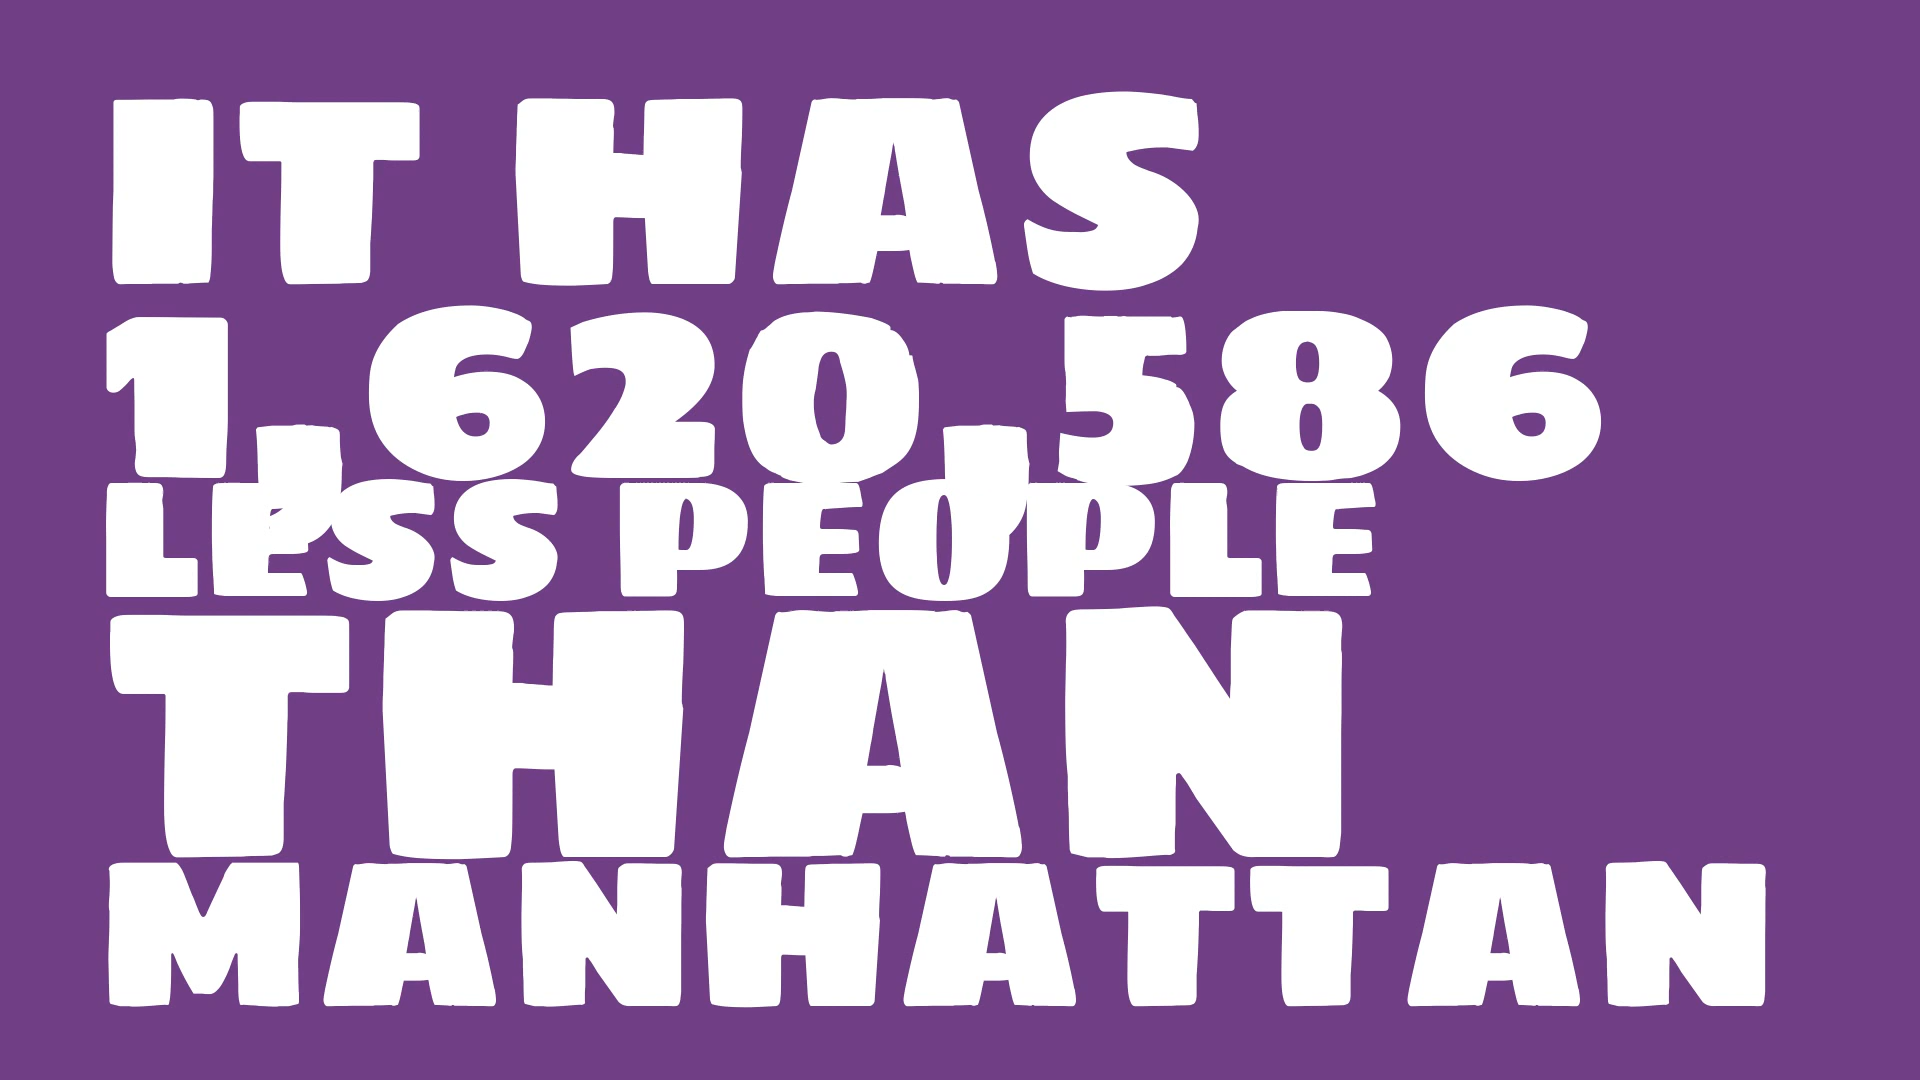 IT HAS
1,620,586
LESS PEOPLE
THAN
MANHATTAN